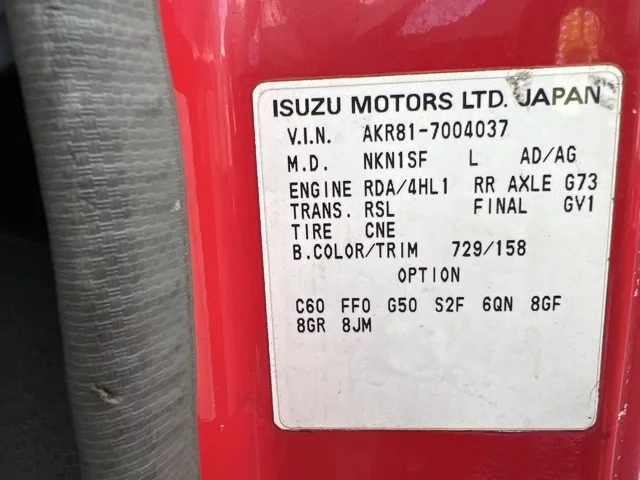 ISUZU MOTORS LTD. JAPAN
V.I.N. AKR81-7004037
M.D. NKN1SF L AD/AG
ENGINE RDA/4HL1 RR AXLE G73
TRANS. RSL FINAL GV1
TIRE CNE
B.COLOR/TRIM 729/158
OPTION
C60 FF0 G50 S2F 6QN 8GF
8GR 8JM